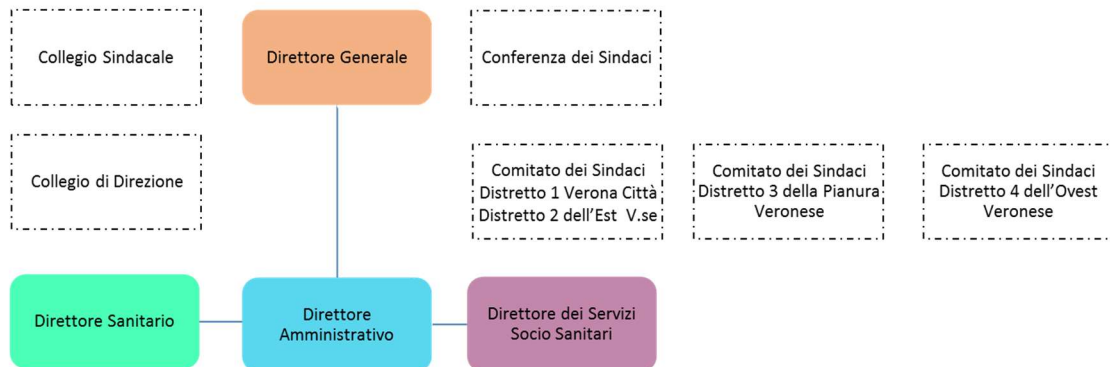 Collegio Sindacale
Direttore Generale
Conferenza dei Sindaci
Collegio di Direzione
Comitato dei Sindaci
Distretto 1 Verona Città
Distretto 2 dell'Est V.se
Comitato dei Sindaci
Distretto 3 della Pianura
Veronese
Comitato dei Sindaci
Distretto 4 dell'Ovest
Veronese
Direttore Sanitario
Direttore
Amministrativo
Direttore dei Servizi
Socio Sanitari